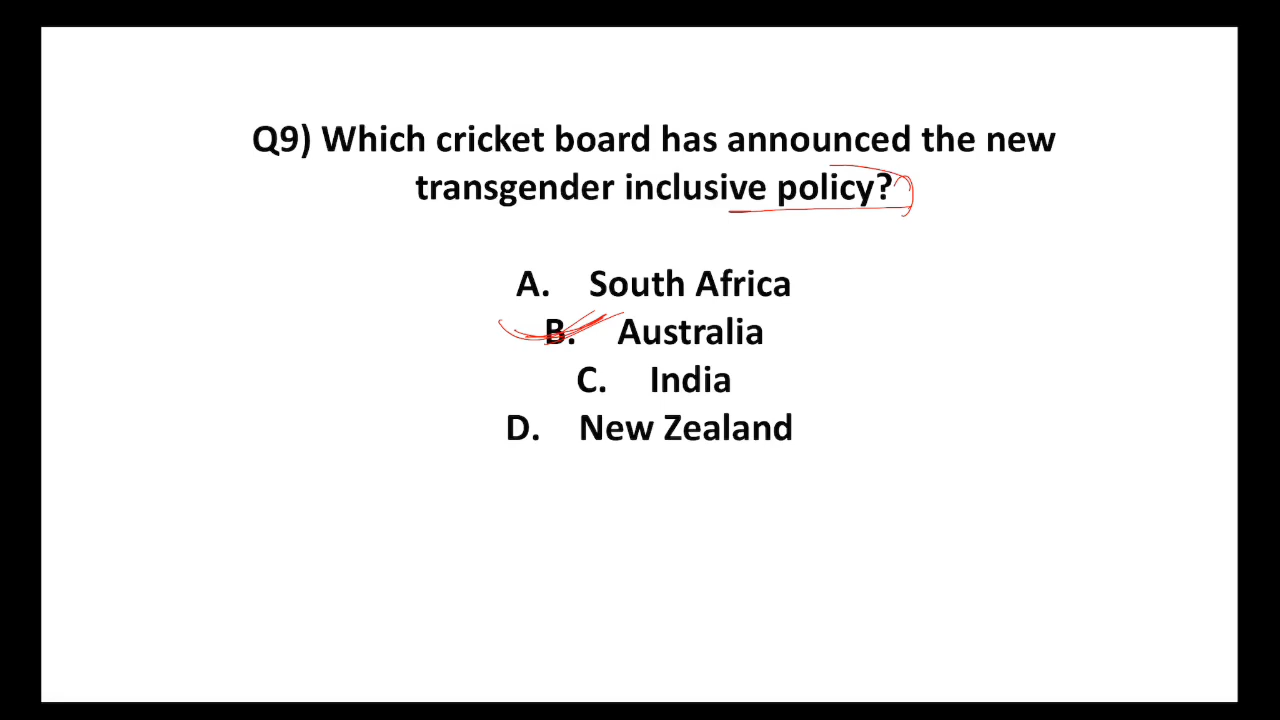 Q9) Which cricket board has announced the new
transgender inclusive policy?
A. South Africa
B. Australia
C. India
D. New Zealand